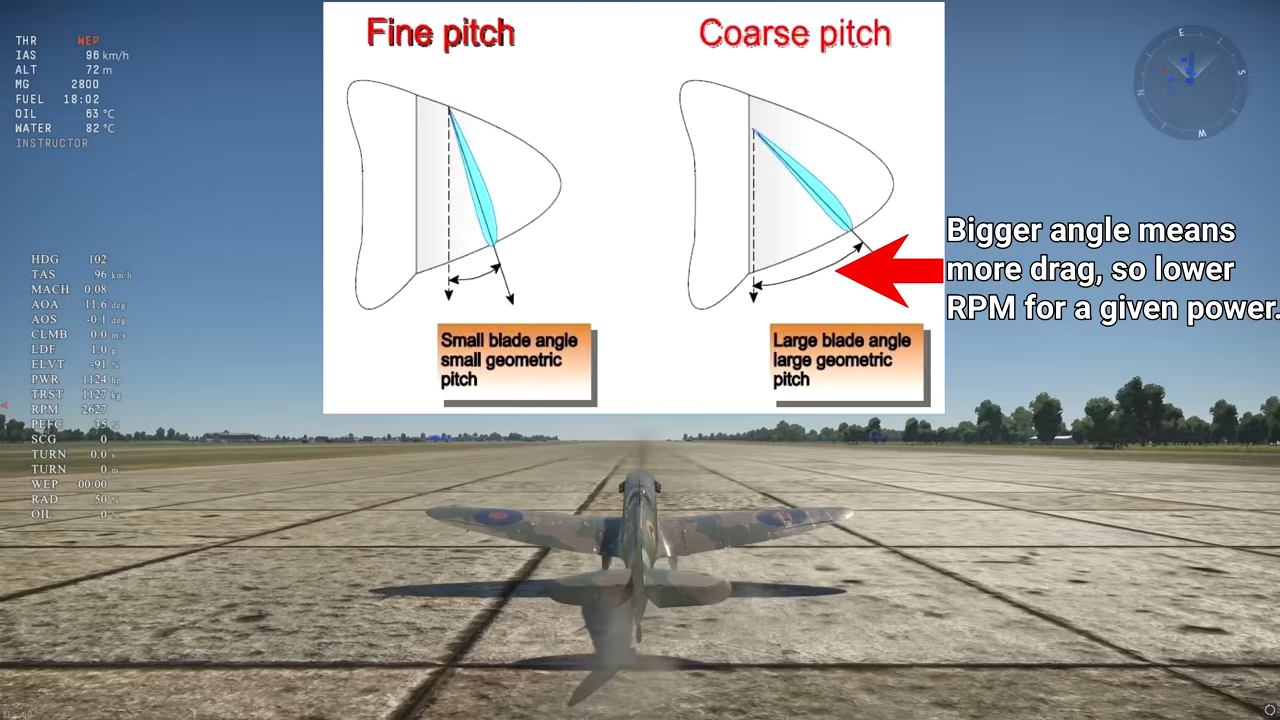 Fine pitch
Coarse pitch
THR WEP
IAS 96 km/h
ALT 72 m
MG 2800
FUEL 18:02
OIL 63 °C
WATER 82 °C
INSTRUCTOR
E
S
N
W
Bigger angle means
more drag, so lower
RPM for a given power.
HDG 102
TAS 96 km/h
MACH 0.08
AOA 11.6 deg
AOS -0.1 deg
CLMB 0.0 m/s
LDF 1.0 g
ELVT -91 %
PWR 1124 hp
TRST 1127 kg
RPM 2627
PEFC 35 %
SCG 0
TURN 0.0 s
TURN 0 m
WEP 00:00
RAD 50 %
OIL 0 %
Small blade angle
small geometric
pitch
Large blade angle
large geometric
pitch